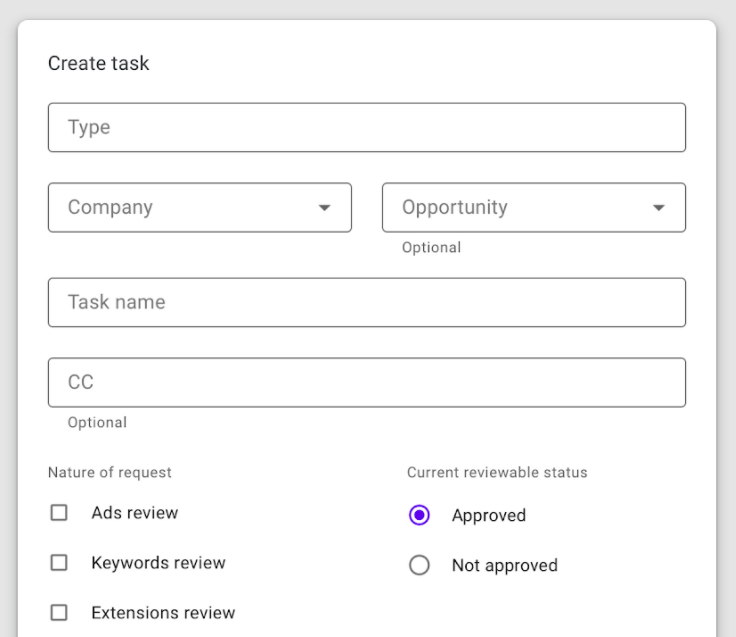 Create task
Type
Company
Opportunity
Optional
Task name
CC
Optional
Nature of request
Current reviewable status
Ads review
Approved
Keywords review
Not approved
Extensions review